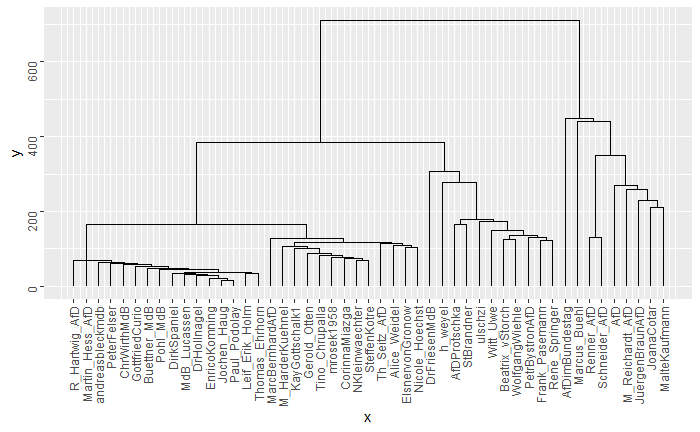 y
600
400
200
0
R_Hartwig_AfD
Martin_Hess_AfD
andreasbleckmdb
PeterFelser
ChrWirthMdB
GottfriedCurio
Buettner_MdB
Pohl_MdB
DirkSpaniel
MdB_Lucassen
DrHollnagel
EnricoKomning
Jochen_Haug
Paul_Podolay
Leif_Erik_Holm
Thomas_Ehrhorn
MarcBernhardAfD
M_HarderKuehnel
KayGottschalk1
Gerold_Otten
Tino_Chrupalla
mrosek1958
CorinnaMiazga
NKleinwaechter
SteffenKotre
Th_Seitz_AfD
Alice_Weidel
ElsnervonGronow
Nicole_Hoechst
DrFriesenMdB
h_weyel
AfDProtschka
StBrandner
ulschzi
Witt_Uwe
Beatrix_vStorch
WolfgangWiehle
PetrBystronAfD
Frank_Pasemann
Rene_Springer
AfDimBundestag
Marcus_Buehl
Renner_AfD
Schneider_AfD
AfD
M_Reichardt_AfD
JuergenBraunAfD
JoanaCotar
MalteKaufmann
x